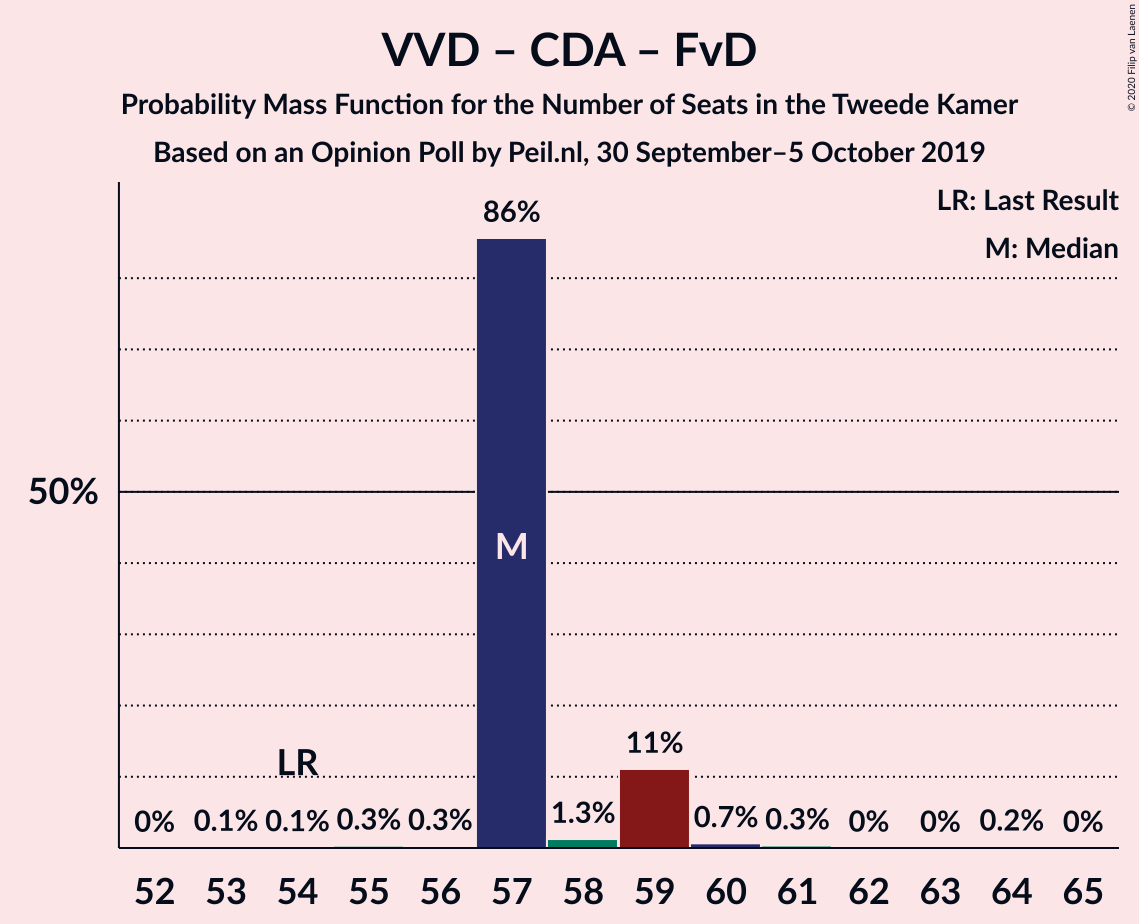 VVD – CDA – FvD
Probability Mass Function for the Number of Seats in the Tweede Kamer
Based on an Opinion Poll by Peil.nl, 30 September–5 October 2019
© 2020 Filip van Laenen
LR: Last Result
M: Median
86%
50%
M
LR
11%
0% 0.1% 0.1% 0.3% 0.3% 1.3% 0.7% 0.3% 0% 0% 0.2% 0%
52 53 54 55 56 57 58 59 60 61 62 63 64 65